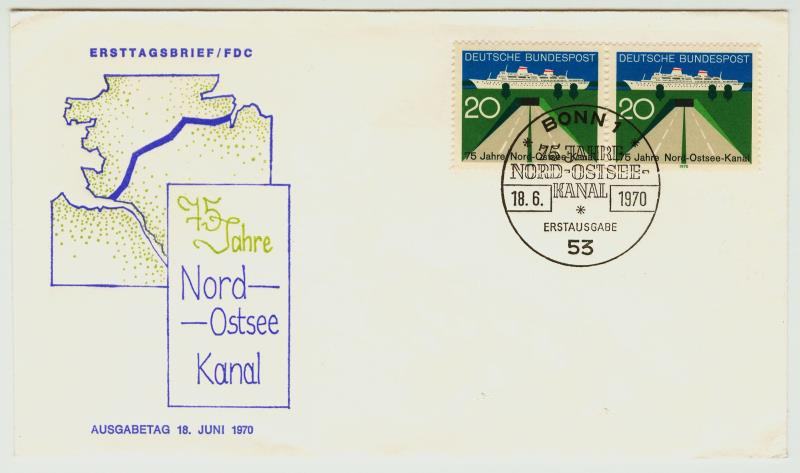 ERSTTAGSBRIEF/FDC
75
Jahre
Nord-
-Ostsee
Kanal
AUSGABETAG 18. JUNI 1970
DEUTSCHE BUNDESPOST
20
75 Jahre Nord-Ostsee-Kanal
1970
DEUTSCHE BUNDESPOST
20
75 Jahre Nord-Ostsee-Kanal
1970
BONN 1
* 75 JAHRE *
NORD-OSTSEE-
KANAL
18.6. 1970
*
ERSTAUSGABE
53